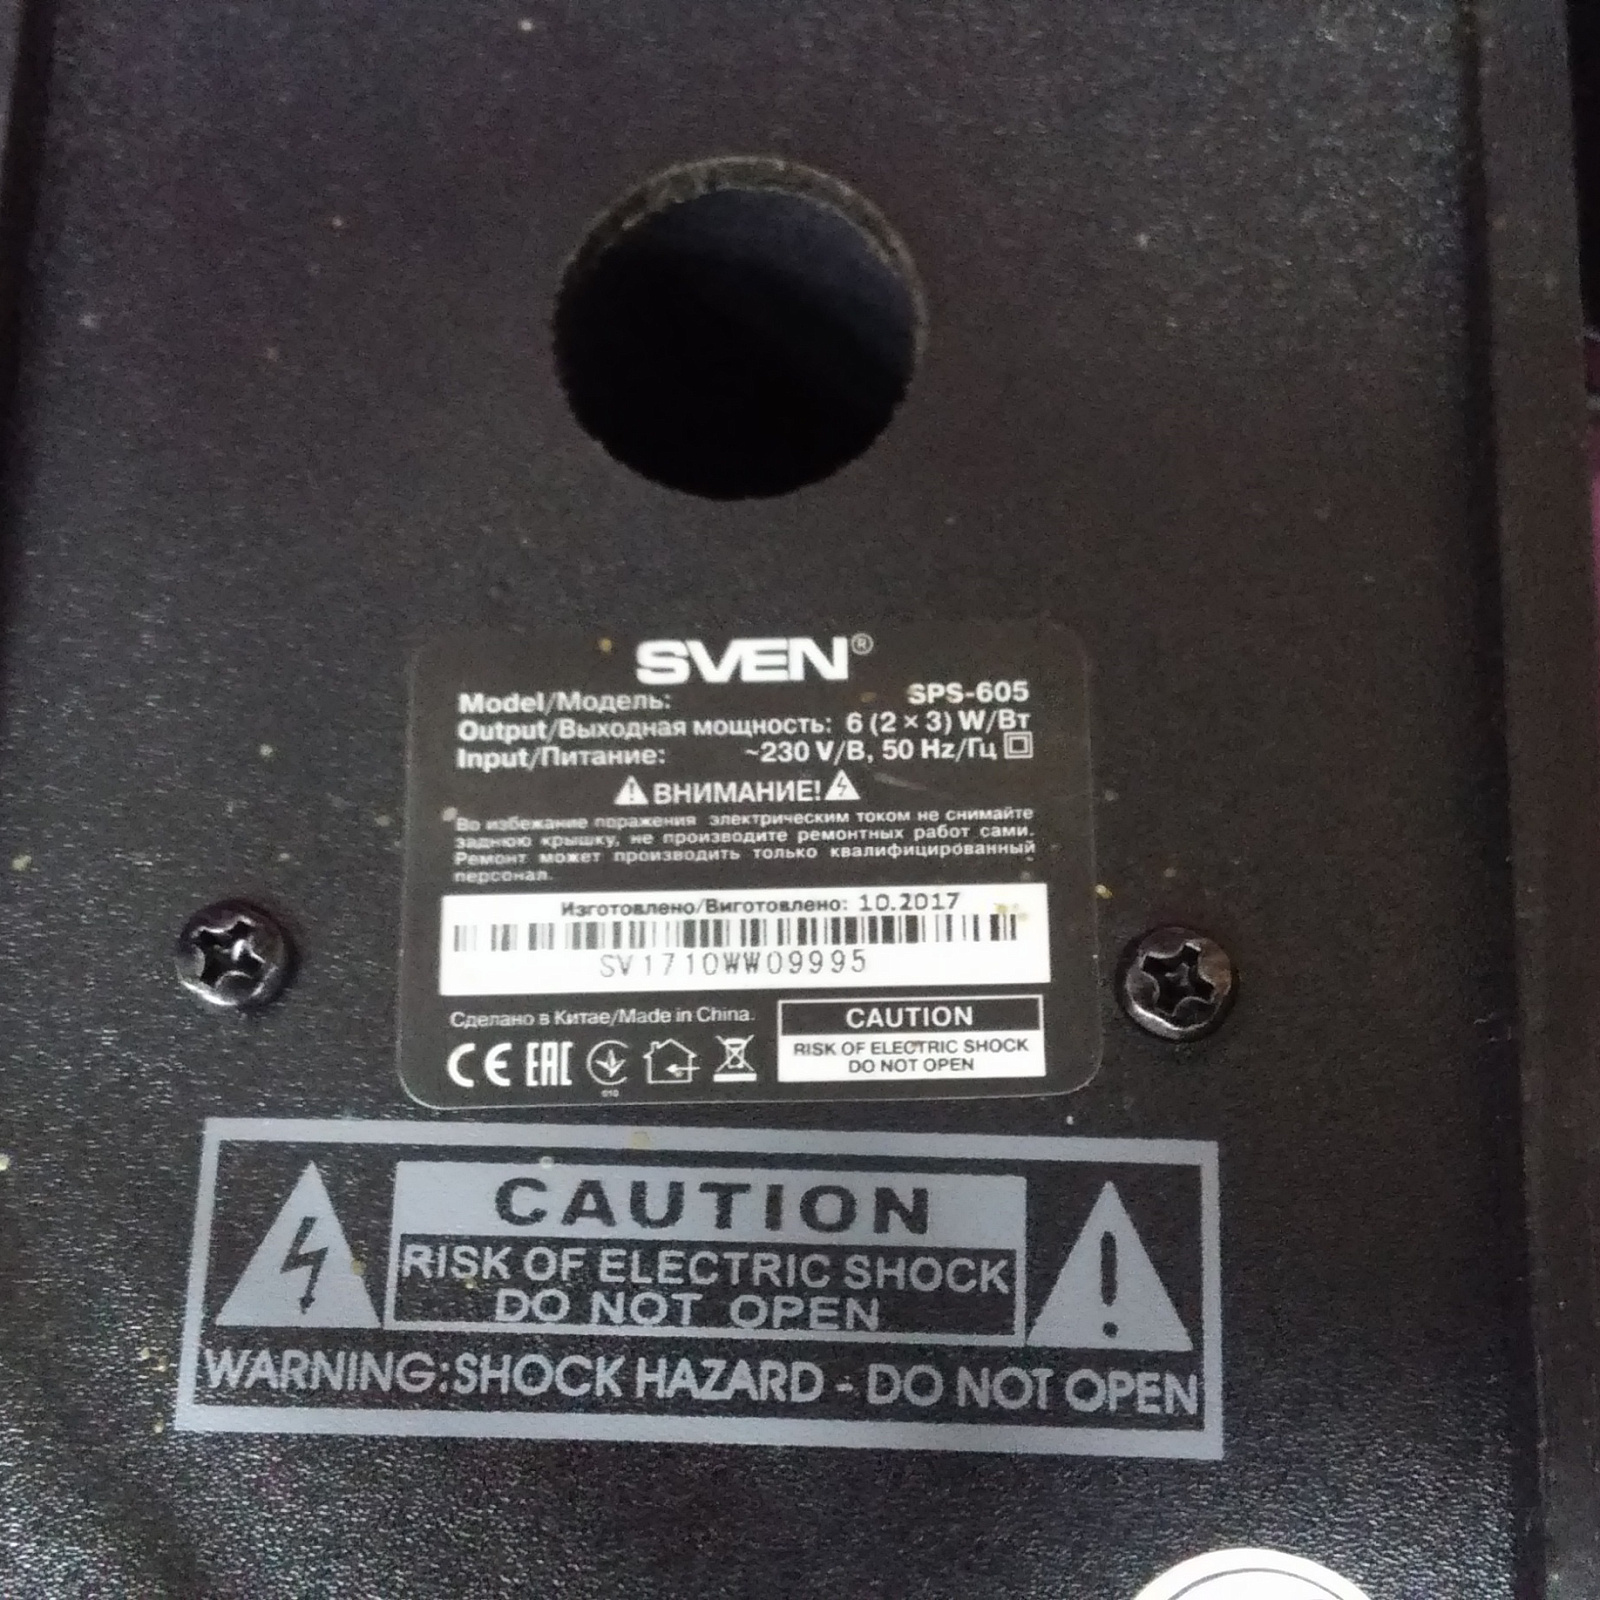 SVEN®
Model/Модель: SPS-605
Output/Выходная мощность: 6 (2 × 3) W/Вт
Input/Питание: ~230 V/В, 50 Hz/Гц
ВНИМАНИЕ!
Во избежание поражения электрическим током не снимайте
заднюю крышку, не производите ремонтных работ сами.
Ремонт может производить только квалифицированный
персонал.
Изготовлено/Виготовлено: 10.2017
SV1710WW09995
Сделано в Китае/Made in China.
CE EAC
010
CAUTION
RISK OF ELECTRIC SHOCK
DO NOT OPEN
CAUTION
RISK OF ELECTRIC SHOCK
DO NOT OPEN
WARNING:SHOCK HAZARD - DO NOT OPEN